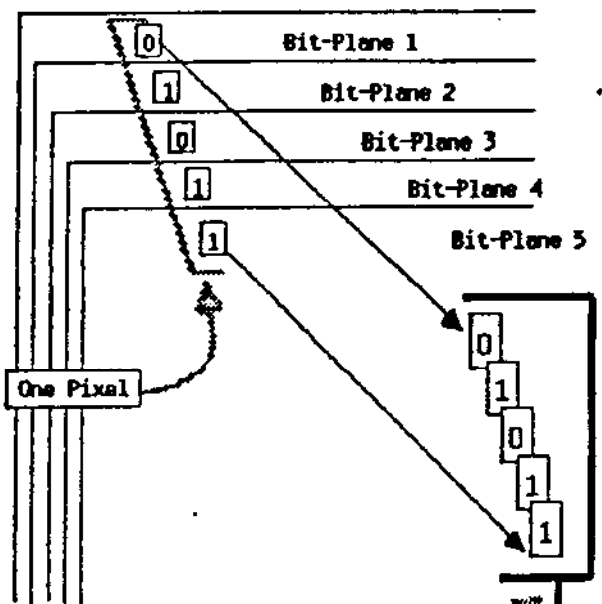 0 Bit-Plane 1
1 Bit-Plane 2
0 Bit-Plane 3
1 Bit-Plane 4
1 Bit-Plane 5
One Pixel
0
1
0
1
1